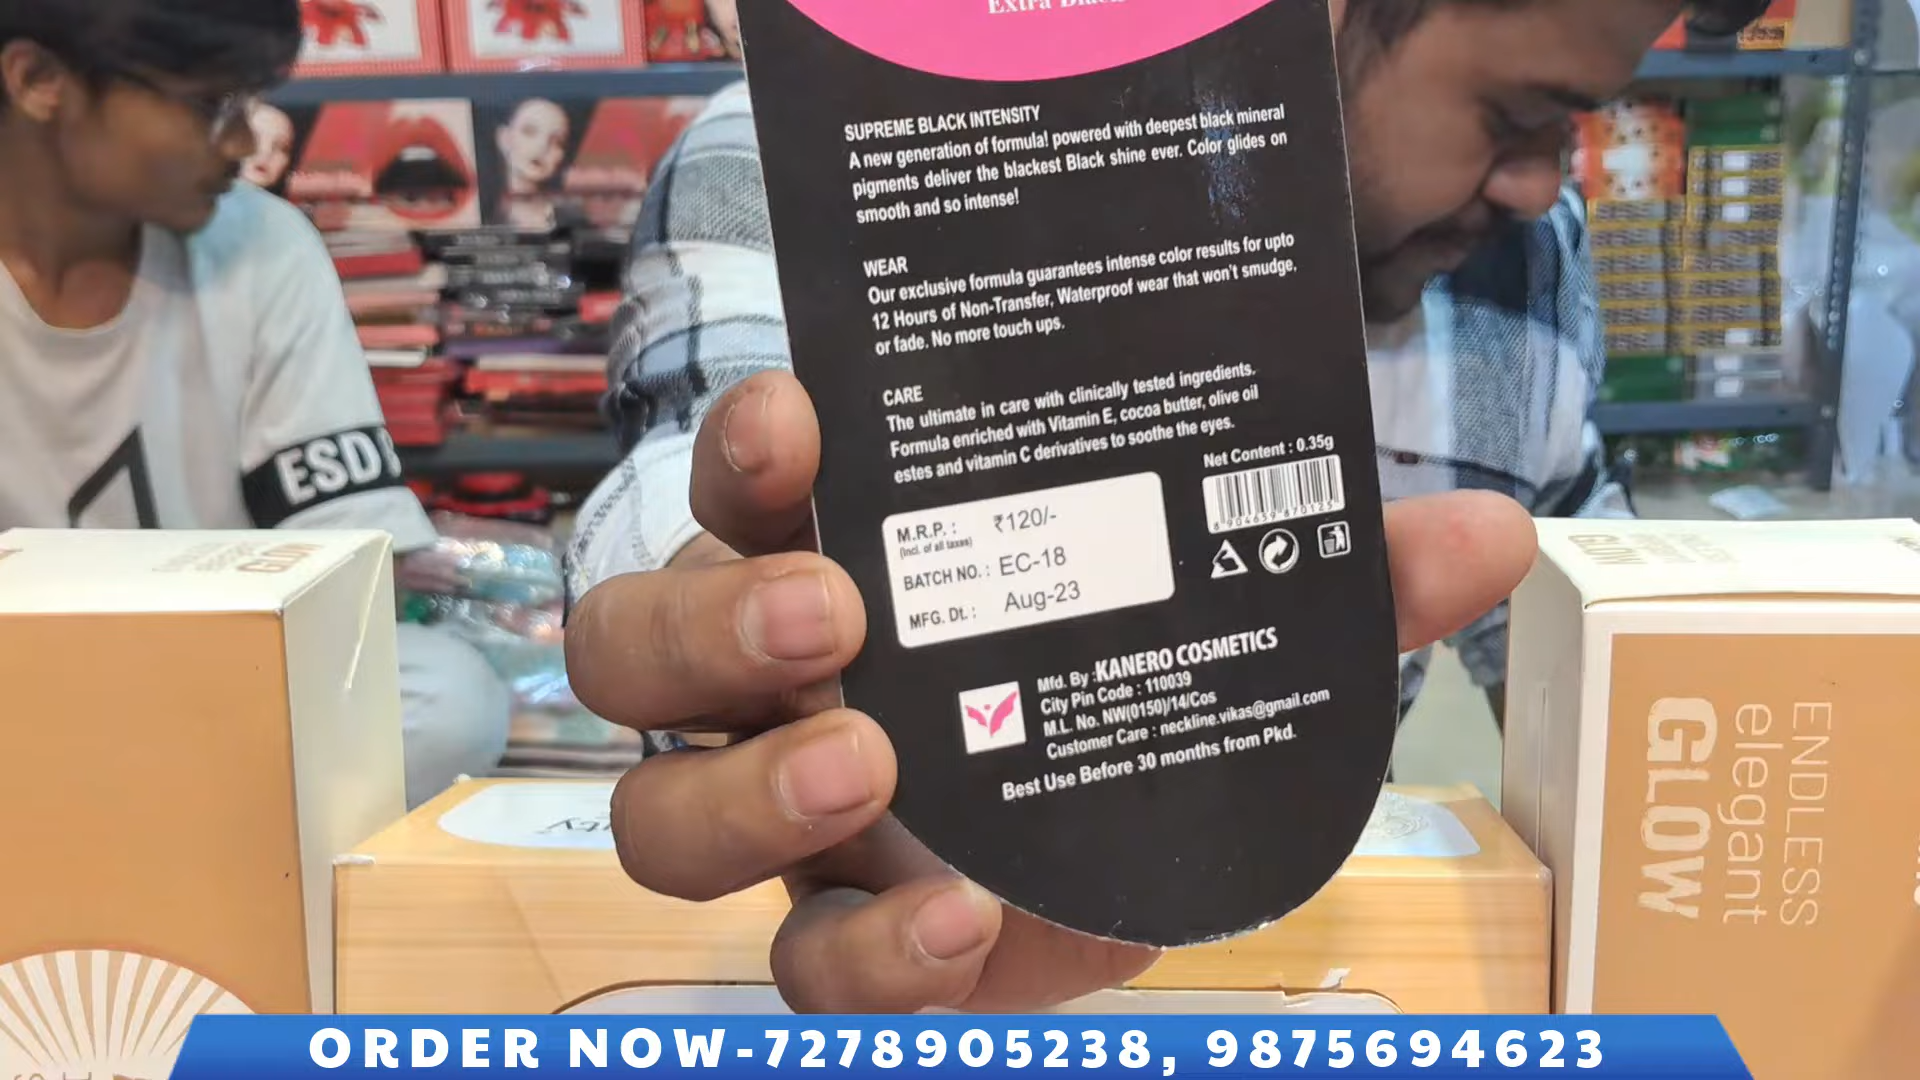 Extra Black
SUPREME BLACK INTENSITY
A new generation of formula! powered with deepest black mineral
pigments deliver the blackest Black shine ever. Color glides on
smooth and so intense!
WEAR
Our exclusive formula guarantees intense color results for upto
12 Hours of Non-Transfer, Waterproof wear that won't smudge,
or fade. No more touch ups.
CARE
The ultimate in care with clinically tested ingredients.
Formula enriched with Vitamin E, cocoa butter, olive oil
estes and vitamin C derivatives to soothe the eyes.
Net Content : 0.35g
M.R.P. : ₹120/-
(Incl. of all taxes)
BATCH NO. : EC-18
MFG. Dt. : Aug-23
Mfd. By :KANERO COSMETICS
City Pin Code : 110039
M.L. No. NW(0150)/14/Cos
Customer Care : neckline.vikas@gmail.com
Best Use Before 30 months from Pkd.
ESD
ENDLESS
elegant
GLOW
ORDER NOW-7278905238, 9875694623